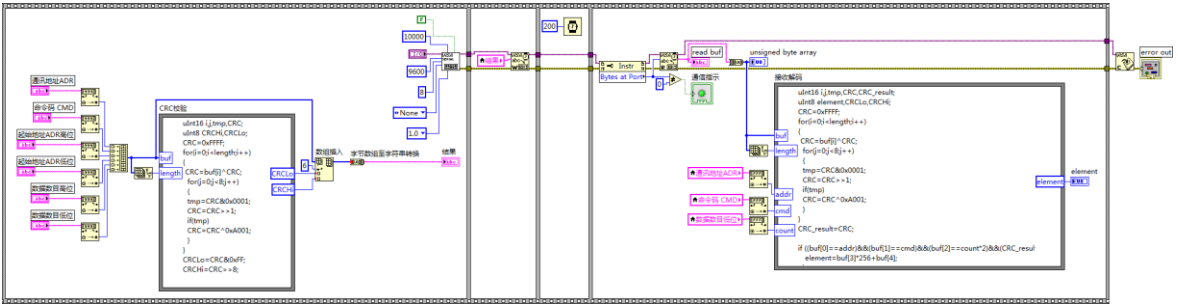 通讯地址ADR
命令码 CMD
起始地址ADR高位
起始地址ADR低位
数据数目高位
数据数目低位
CRC校验
buf
length
uInt16 i,j,tmp,CRC;
uInt8 CRCHi,CRCLo;
CRC=0xFFFF;
for(i=0;i<length;i++)
{
CRC=buf[i]^CRC;
for(j=0;j<8;j++)
{
tmp=CRC&0x0001;
CRC=CRC>>1;
if(tmp)
CRC=CRC^0xA001;
}
}
CRCLo=CRC&0xFF;
CRCHi=CRC>>8;
CRCLo
CRCHi
6
数组插入
字节数组至字符串转换
结果
F
10000
9600
8
None
1.0
结果
200
Instr
Bytes at Port
0
read buf
unsigned byte array
通信指示
接收解码
buf
length
addr
cmd
count
通讯地址ADR
命令码 CMD
数据数目低位
uInt16 i,j,tmp,CRC,CRC_result;
uInt8 element,CRCLo,CRCHi;
CRC=0xFFFF;
for(i=0;i<length;i++)
{
CRC=buf[i]^CRC;
for(j=0;j<8;j++)
{
tmp=CRC&0x0001;
CRC=CRC>>1;
if(tmp)
CRC=CRC^0xA001;
}
}
CRC_result=CRC;
if ((buf[0]==addr)&&(buf[1]==cmd)&&(buf[2]==count*2)&&(CRC_resul
element=buf[3]*256+buf[4];
element
element
error out